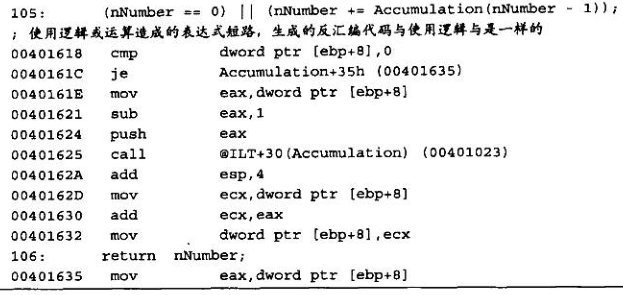 105:     (nNumber == 0) || (nNumber += Accumulation(nNumber - 1));
; 使用逻辑或运算造成的表达式短路，生成的反汇编代码与使用逻辑与是一样的
00401618   cmp         dword ptr [ebp+8],0
0040161C   je          Accumulation+35h (00401635)
0040161E   mov         eax,dword ptr [ebp+8]
00401621   sub         eax,1
00401624   push        eax
00401625   call        @ILT+30(Accumulation) (00401023)
0040162A   add         esp,4
0040162D   mov         ecx,dword ptr [ebp+8]
00401630   add         ecx,eax
00401632   mov         dword ptr [ebp+8],ecx
106:     return nNumber;
00401635   mov         eax,dword ptr [ebp+8]